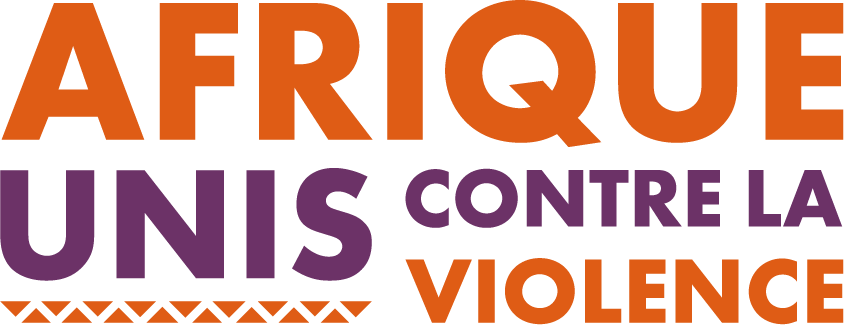 AFRIQUE
UNIS
CONTRE LA
VIOLENCE